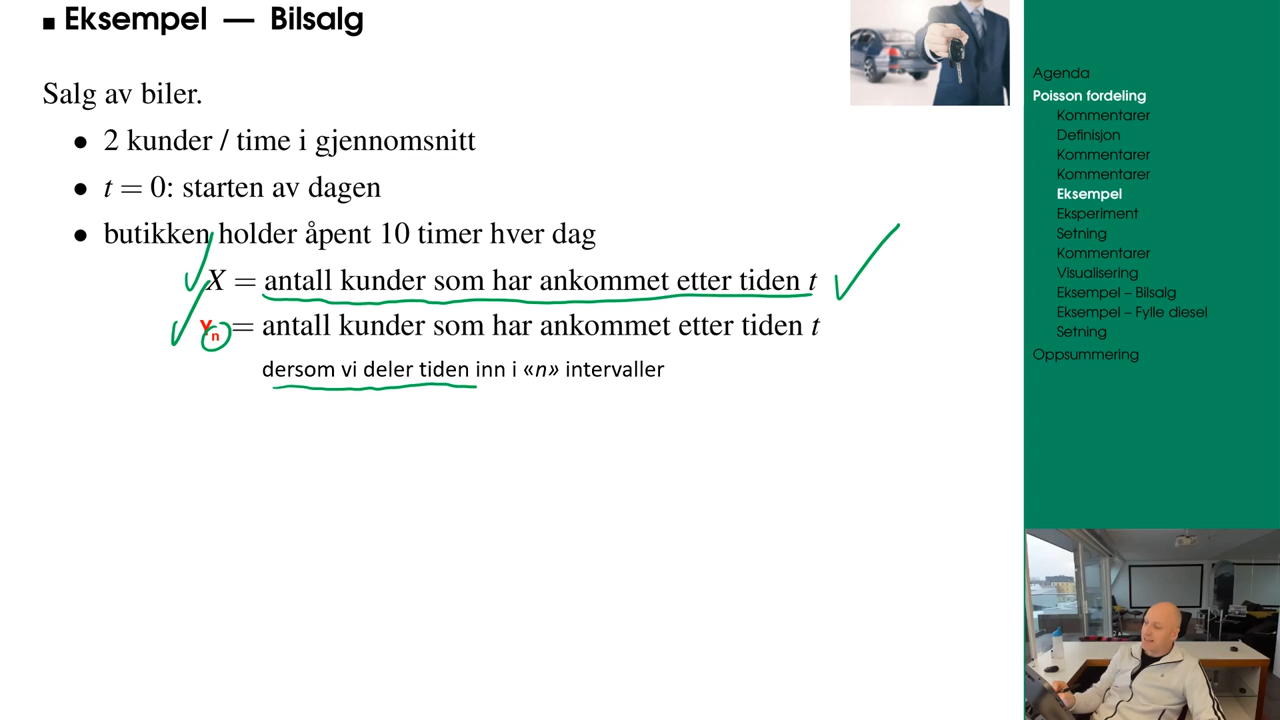 Eksempel — Bilsalg
Salg av biler.
• 2 kunder / time i gjennomsnitt
• t = 0: starten av dagen
• butikken holder åpent 10 timer hver dag
X = antall kunder som har ankommet etter tiden t
Yn = antall kunder som har ankommet etter tiden t
dersom vi deler tiden inn i «n» intervaller
Agenda
Poisson fordeling
Kommentarer
Definisjon
Kommentarer
Kommentarer
Eksempel
Eksperiment
Setning
Kommentarer
Visualisering
Eksempel – Bilsalg
Eksempel – Fylle diesel
Setning
Oppsummering